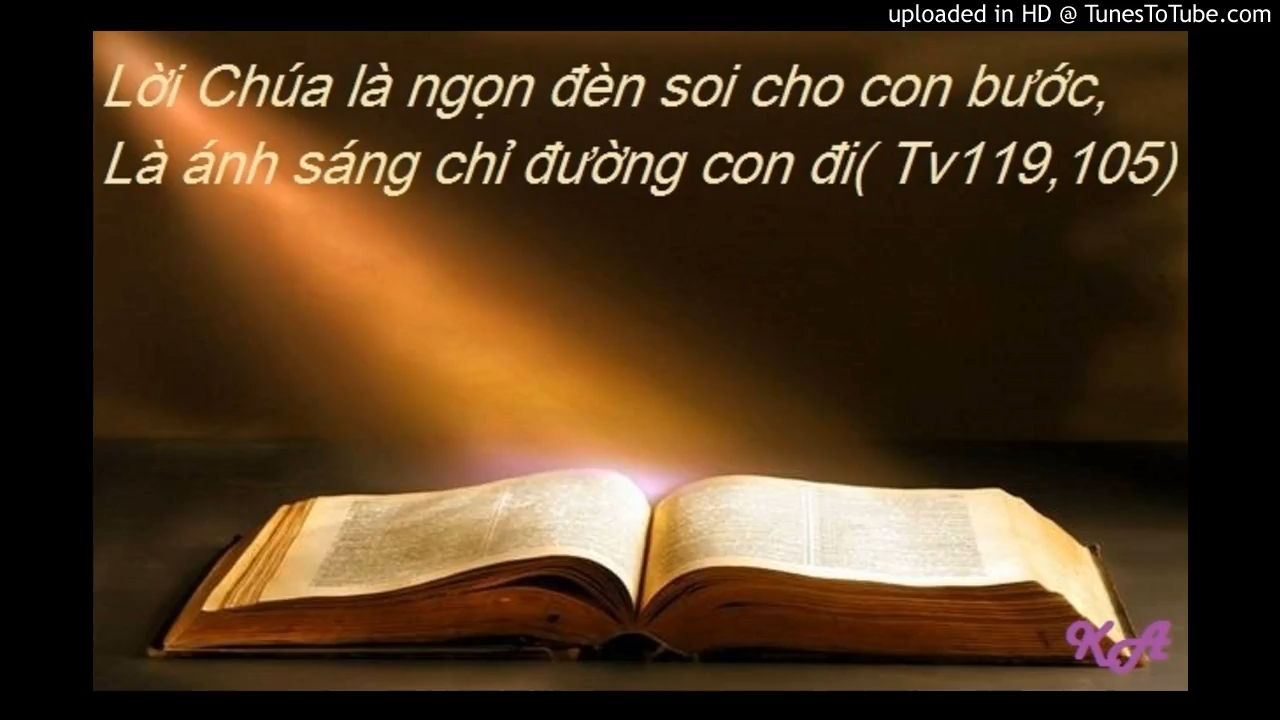 uploaded in HD @ TunesToTube.com
Lời Chúa là ngọn đèn soi cho con bước,
Là ánh sáng chỉ đường con đi( Tv119,105)
KA